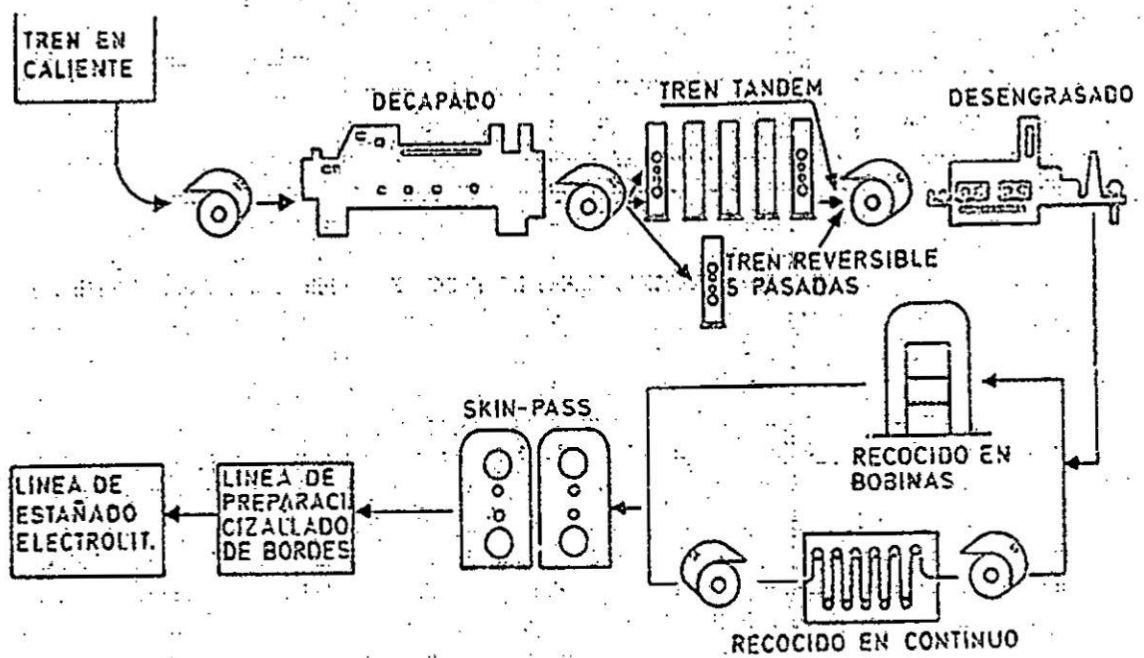 TREN EN
CALIENTE
DECAPADO
TREN TANDEM
DESENGRASADO
TREN REVERSIBLE
5 PASADAS
SKIN-PASS
RECOCIDO EN
BOBINAS
LINEA DE
ESTAÑADO
ELECTROLIT.
LINEA DE
PREPARACI.
CIZALLADO
DE BORDES
RECOCIDO EN CONTINUO